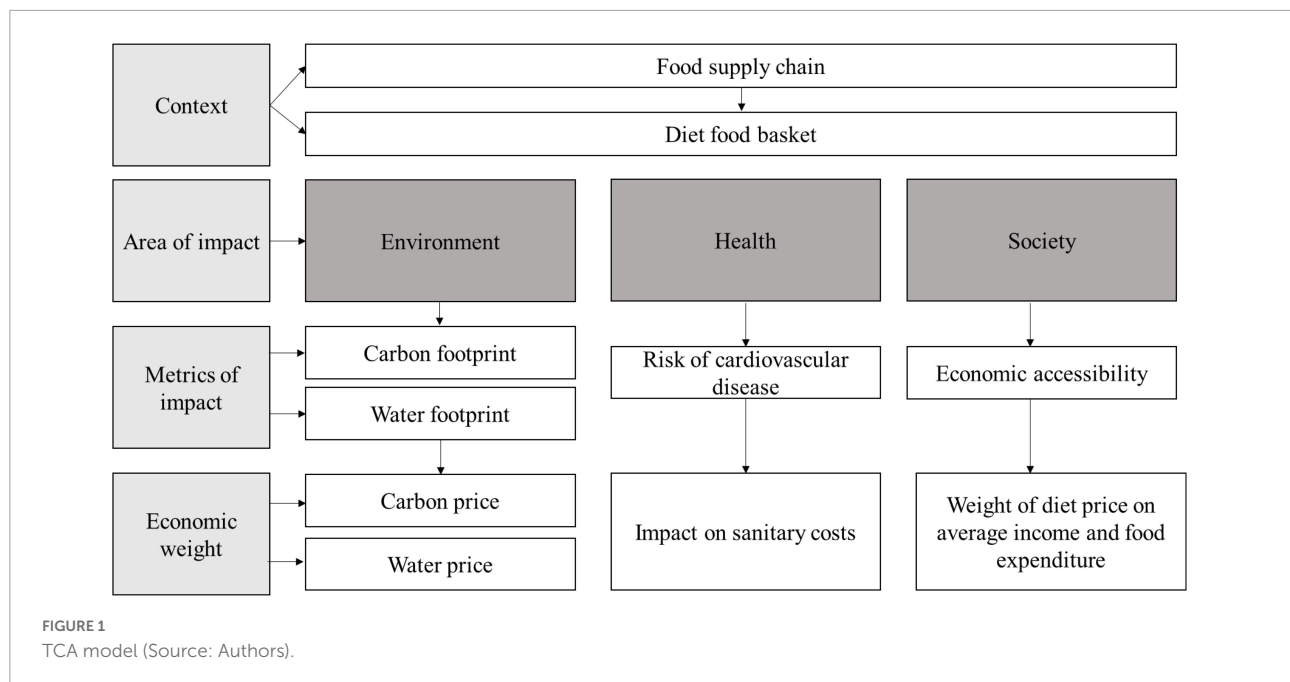 Context
Food supply chain
Diet food basket
Area of impact
Environment
Health
Society
Metrics of
impact
Carbon footprint
Water footprint
Risk of cardiovascular
disease
Economic accessibility
Economic
weight
Carbon price
Water price
Impact on sanitary costs
Weight of diet price on
average income and food
expenditure
FIGURE 1
TCA model (Source: Authors).